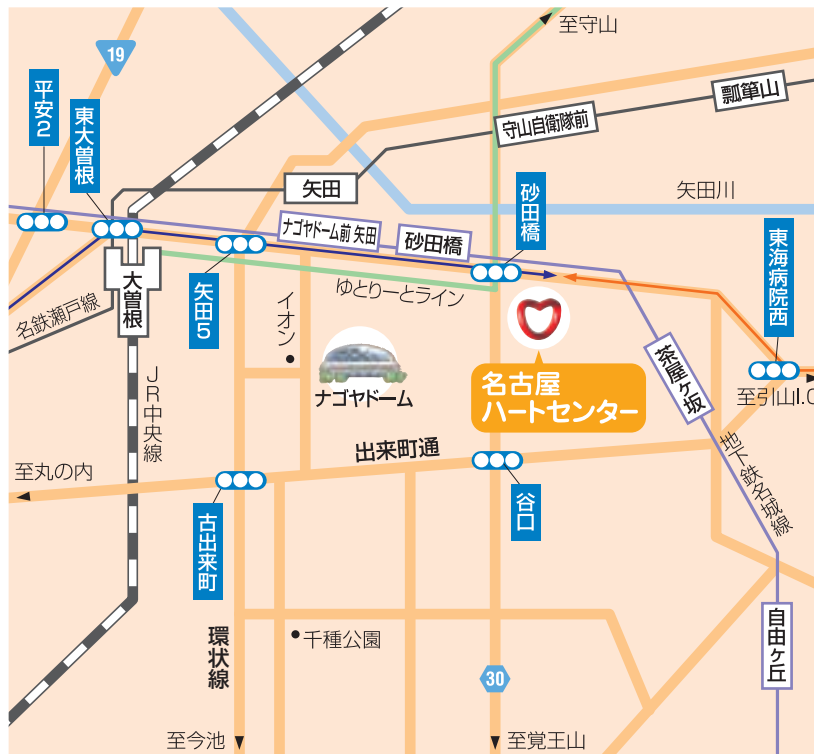 至守山
19
平安2
東大曽根
瓢箪山
守山自衛隊前
矢田
砂田橋
矢田川
ナゴヤドーム前 矢田
砂田橋
東海病院西
大曽根
矢田5
イオン
ゆとりーとライン
名鉄瀬戸線
名古屋
ハートセンター
茶屋ヶ坂
ナゴヤドーム
至引山I.C
JR中央線
出来町通
地下鉄名城線
至丸の内
谷口
古出来町
環状線
千種公園
自由ヶ丘
30
至今池
至覚王山